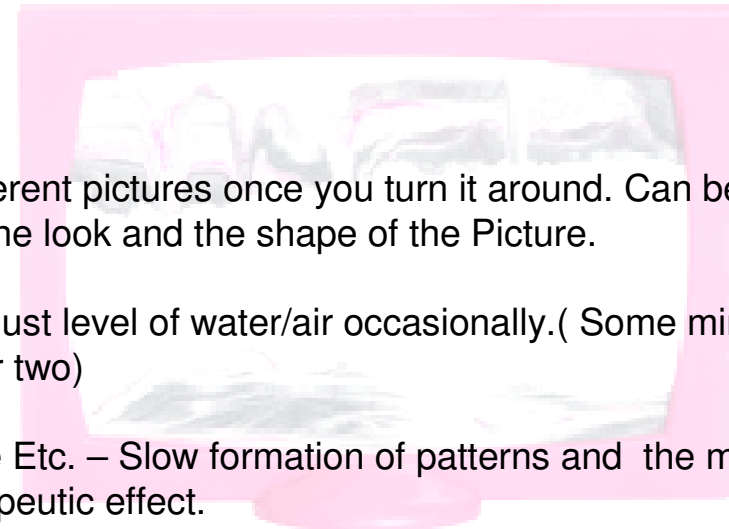 erent pictures once you turn it around. Can be
he look and the shape of the Picture.
ust level of water/air occasionally.( Some min
r two)
e Etc. – Slow formation of patterns and  the m
peutic effect.